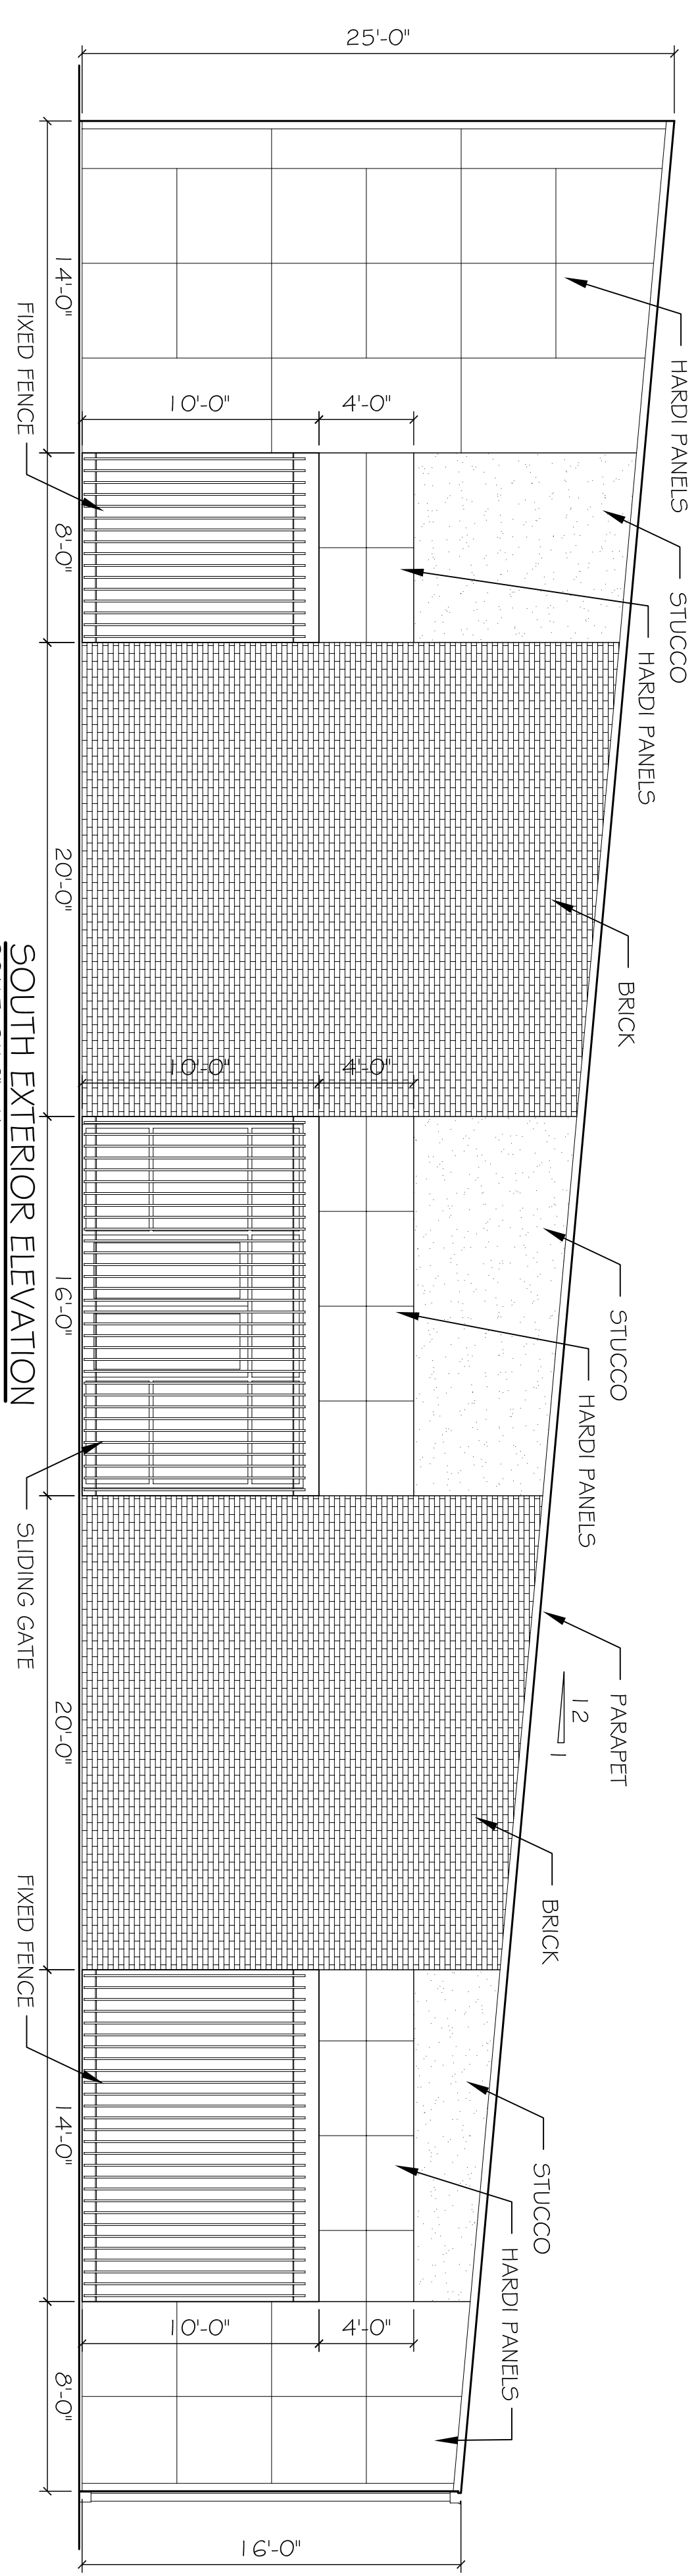 25'-0"
HARDI PANELS
STUCCO
HARDI PANELS
BRICK
STUCCO
HARDI PANELS
PARAPET
12
1
BRICK
STUCCO
HARDI PANELS
10'-0"
4'-0"
10'-0"
4'-0"
10'-0"
4'-0"
16'-0"
14'-0"
8'-0"
20'-0"
16'-0"
20'-0"
14'-0"
8'-0"
FIXED FENCE
SLIDING GATE
FIXED FENCE
SOUTH EXTERIOR ELEVATION